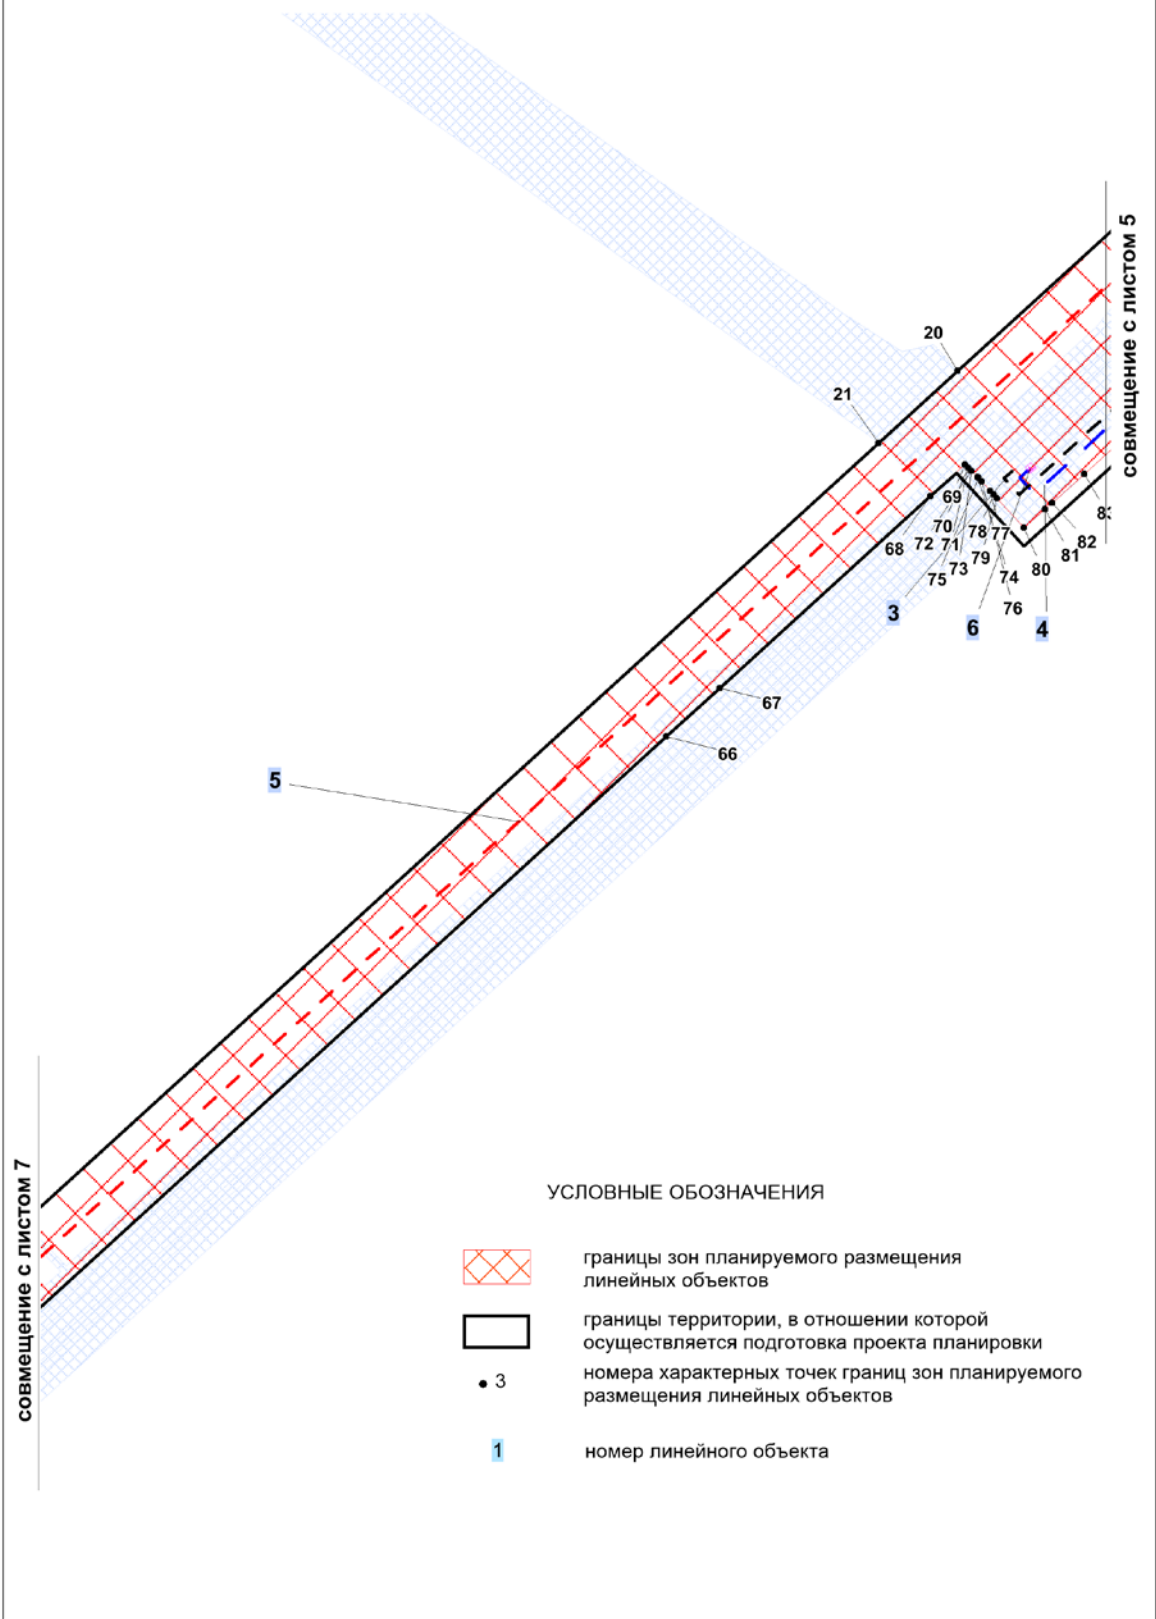 совмещение с листом 5
20
21
69
70
72
71
78
77
68
79
73
75
74
76
80
81
82
3
6
4
67
66
5
совмещение с листом 7
УСЛОВНЫЕ ОБОЗНАЧЕНИЯ
границы зон планируемого размещения
линейных объектов
границы территории, в отношении которой
осуществляется подготовка проекта планировки
3
номера характерных точек границ зон планируемого
размещения линейных объектов
1
номер линейного объекта